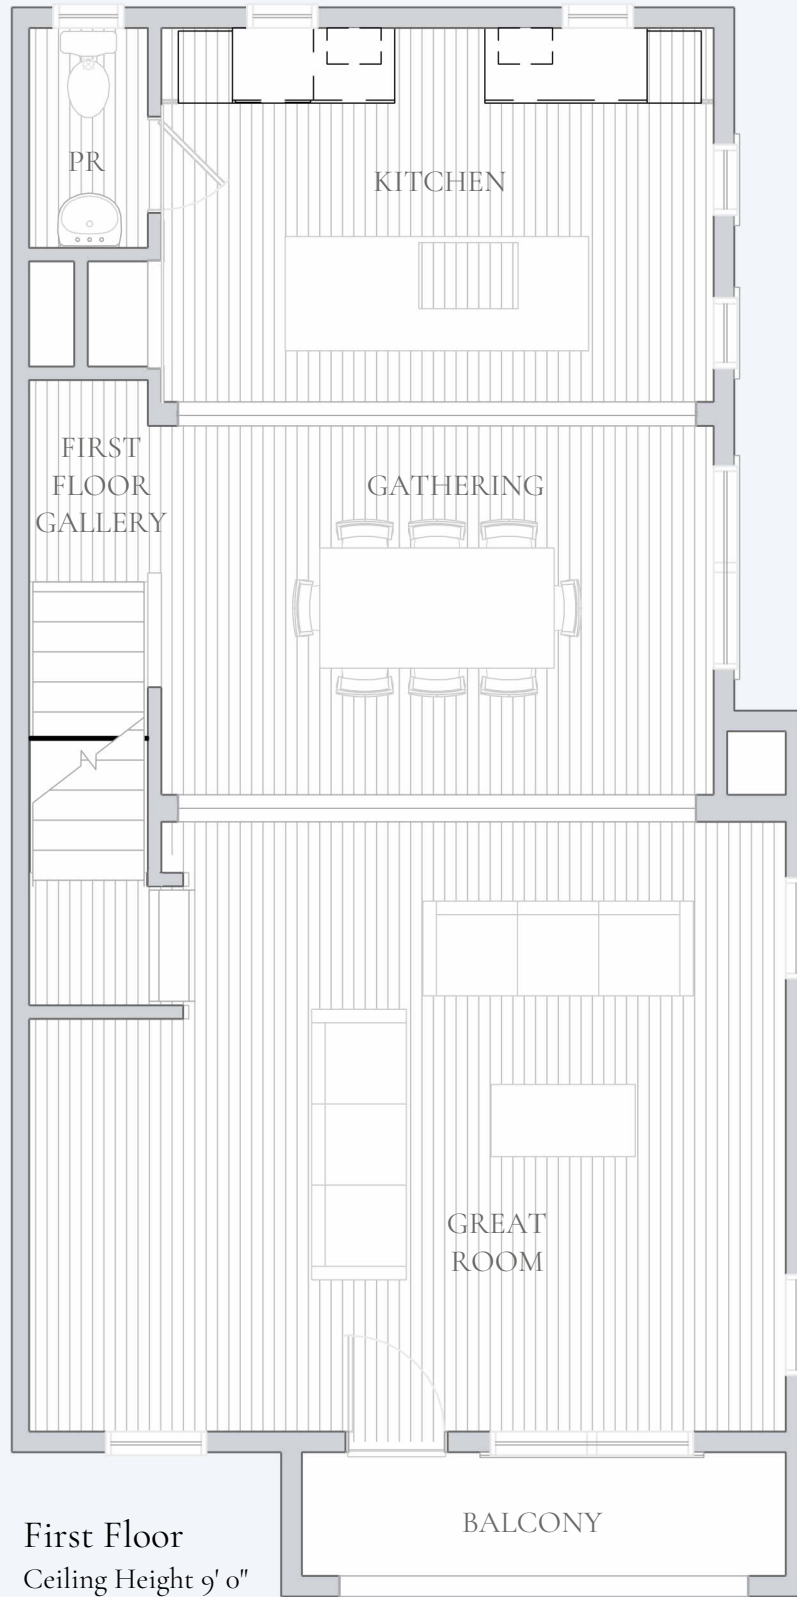 PR
KITCHEN
FIRST
FLOOR
GALLERY
GATHERING
GREAT
ROOM
BALCONY
First Floor
Ceiling Height 9' 0"